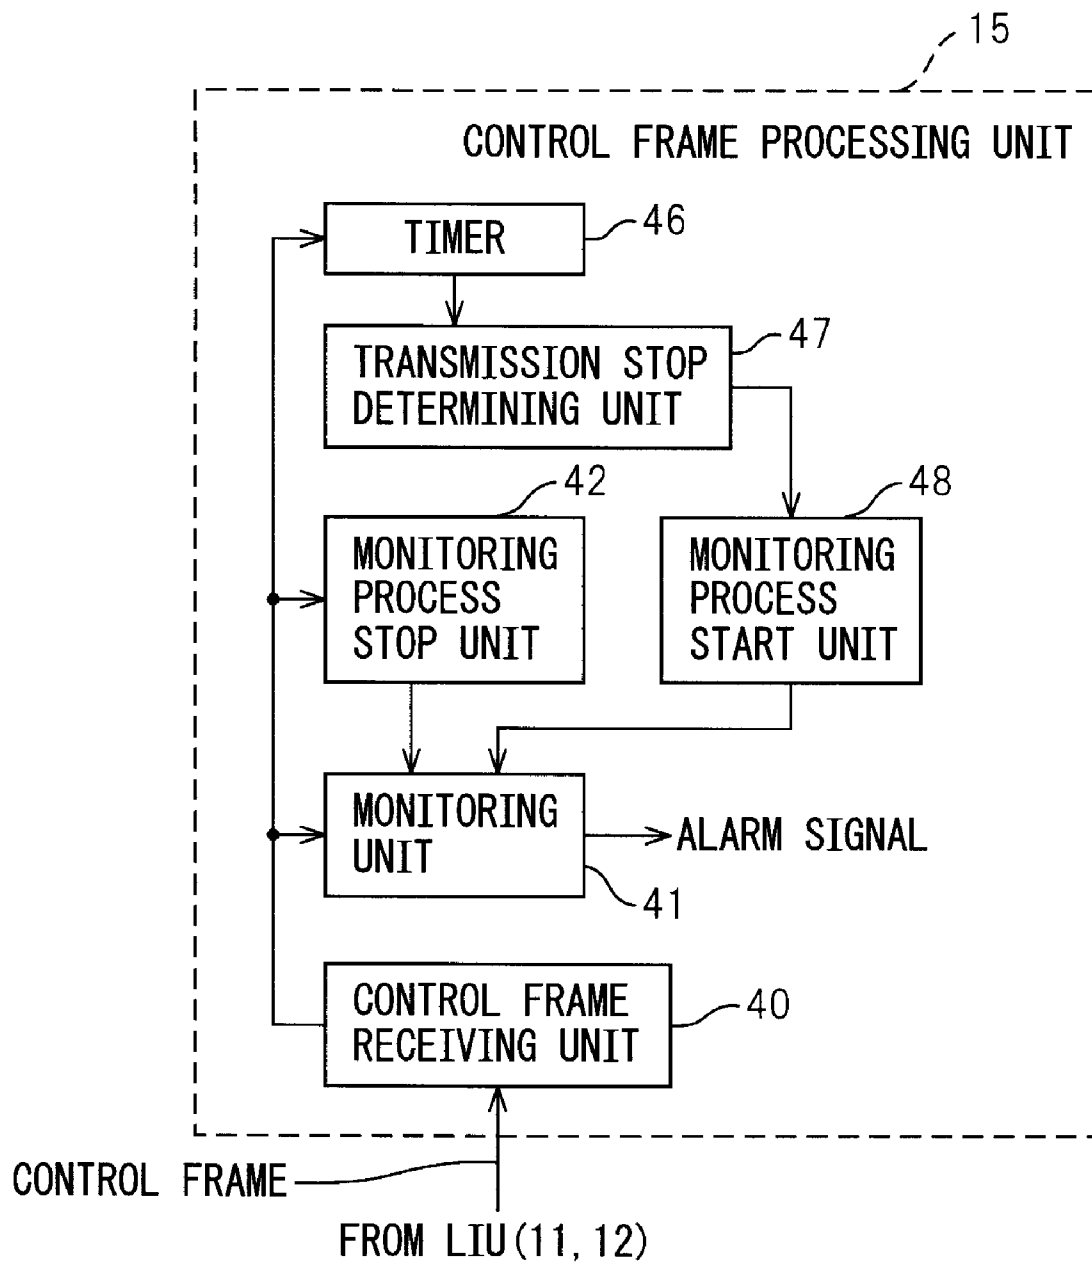 15
CONTROL FRAME PROCESSING UNIT
TIMER
46
TRANSMISSION STOP
DETERMINING UNIT
47
42
MONITORING
PROCESS
STOP UNIT
48
MONITORING
PROCESS
START UNIT
MONITORING
UNIT
ALARM SIGNAL
41
CONTROL FRAME
RECEIVING UNIT
40
CONTROL FRAME
FROM LIU(11,12)